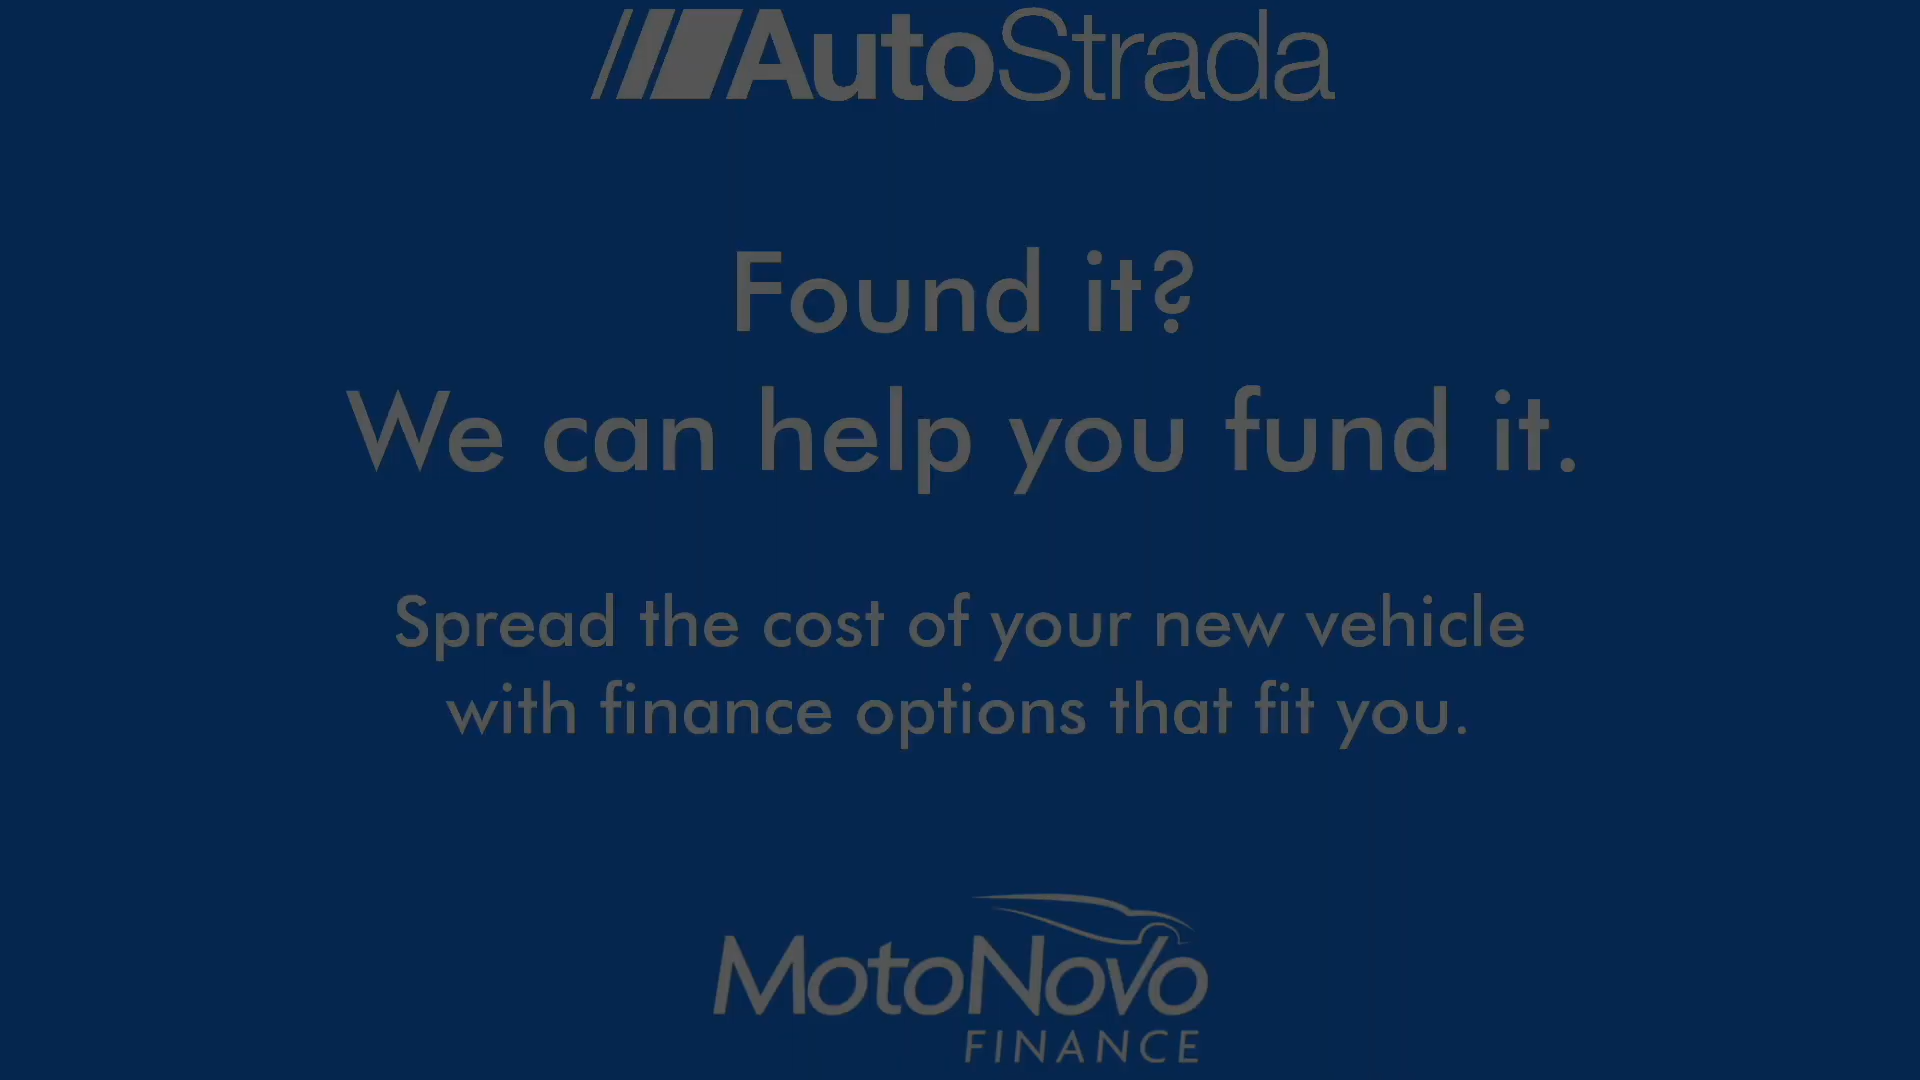 AutoStrada
Found it?
We can help you fund it.
Spread the cost of your new vehicle
with finance options that fit you.
MotoNovo
FINANCE